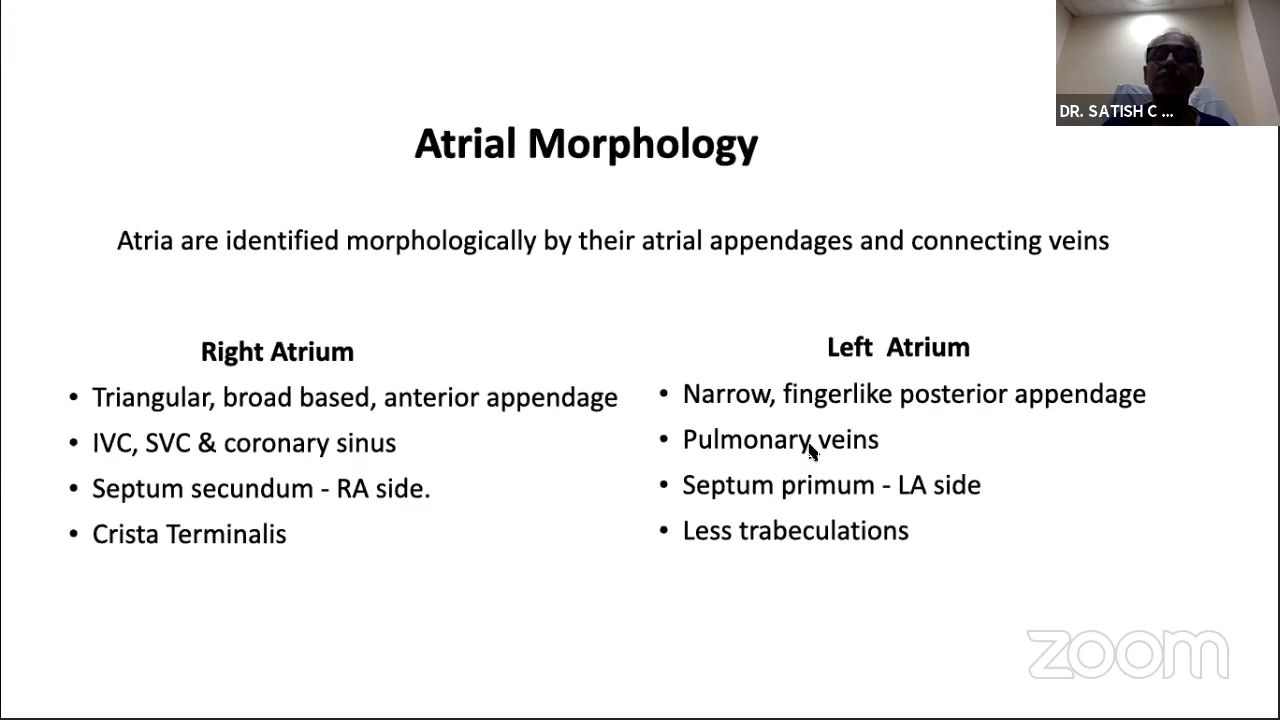 DR. SATISH C ...
Atrial Morphology
Atria are identified morphologically by their atrial appendages and connecting veins
Right Atrium
• Triangular, broad based, anterior appendage
• IVC, SVC & coronary sinus
• Septum secundum - RA side.
• Crista Terminalis
Left Atrium
• Narrow, fingerlike posterior appendage
• Pulmonary veins
• Septum primum - LA side
• Less trabeculations
zoom